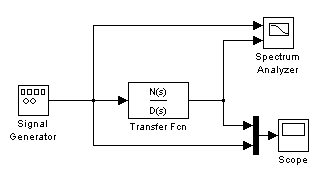 Spectrum
Analyzer
N(s)
D(s)
Signal
Generator
Transfer Fcn
Scope